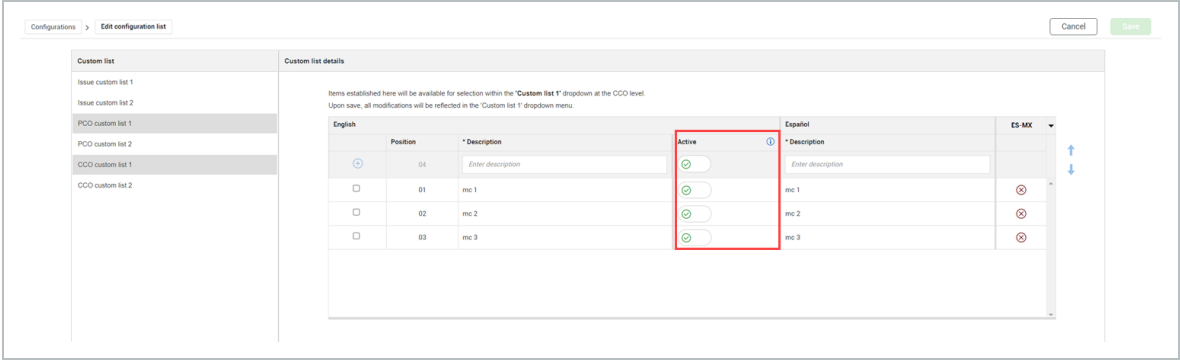 Configurations > Edit configuration list Cancel Save
Custom list Custom list details
Issue custom list 1
Issue custom list 2
PCO custom list 1
PCO custom list 2
CCO custom list 1
CCO custom list 2
Items established here will be available for selection within the 'Custom list 1' dropdown at the CCO level.
Upon save, all modifications will be reflected in the 'Custom list 1' dropdown menu.
English Español ES-MX
Position * Description Active * Description
04 Enter description Enter description
01 mc 1 mc 1
02 mc 2 mc 2
03 mc 3 mc 3